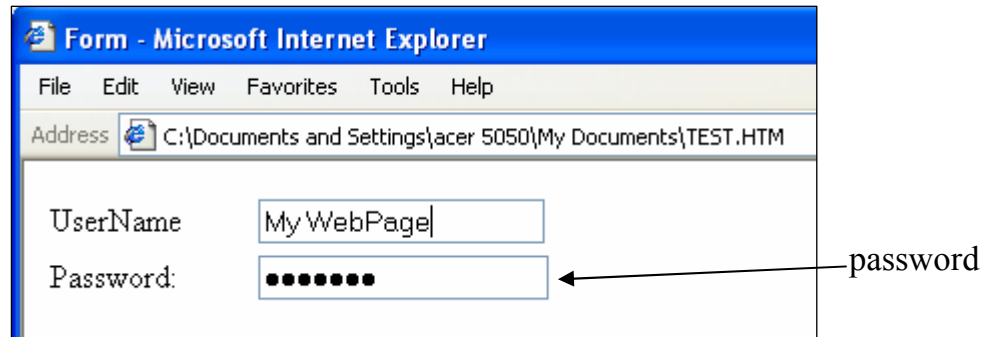 Form - Microsoft Internet Explorer
File Edit View Favorites Tools Help
Address C:\Documents and Settings\acer 5050\My Documents\TEST.HTM
UserName My WebPage
Password: ●●●●●●●
password